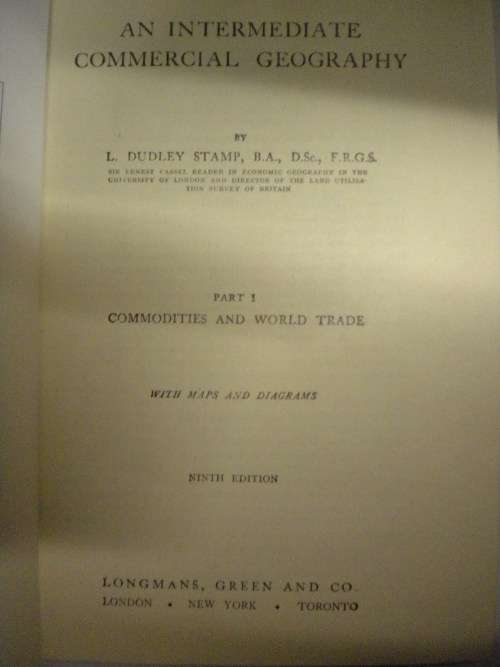 AN INTERMEDIATE
COMMERCIAL GEOGRAPHY
BY
L. DUDLEY STAMP, B.A., D.Sc., F.R.G.S.
SIR ERNEST CASSEL READER IN ECONOMIC GEOGRAPHY IN THE
UNIVERSITY OF LONDON AND DIRECTOR OF THE LAND UTILISA-
TION SURVEY OF BRITAIN
PART I
COMMODITIES AND WORLD TRADE
WITH MAPS AND DIAGRAMS
NINTH EDITION
LONGMANS, GREEN AND CO.
LONDON • NEW YORK • TORONTO